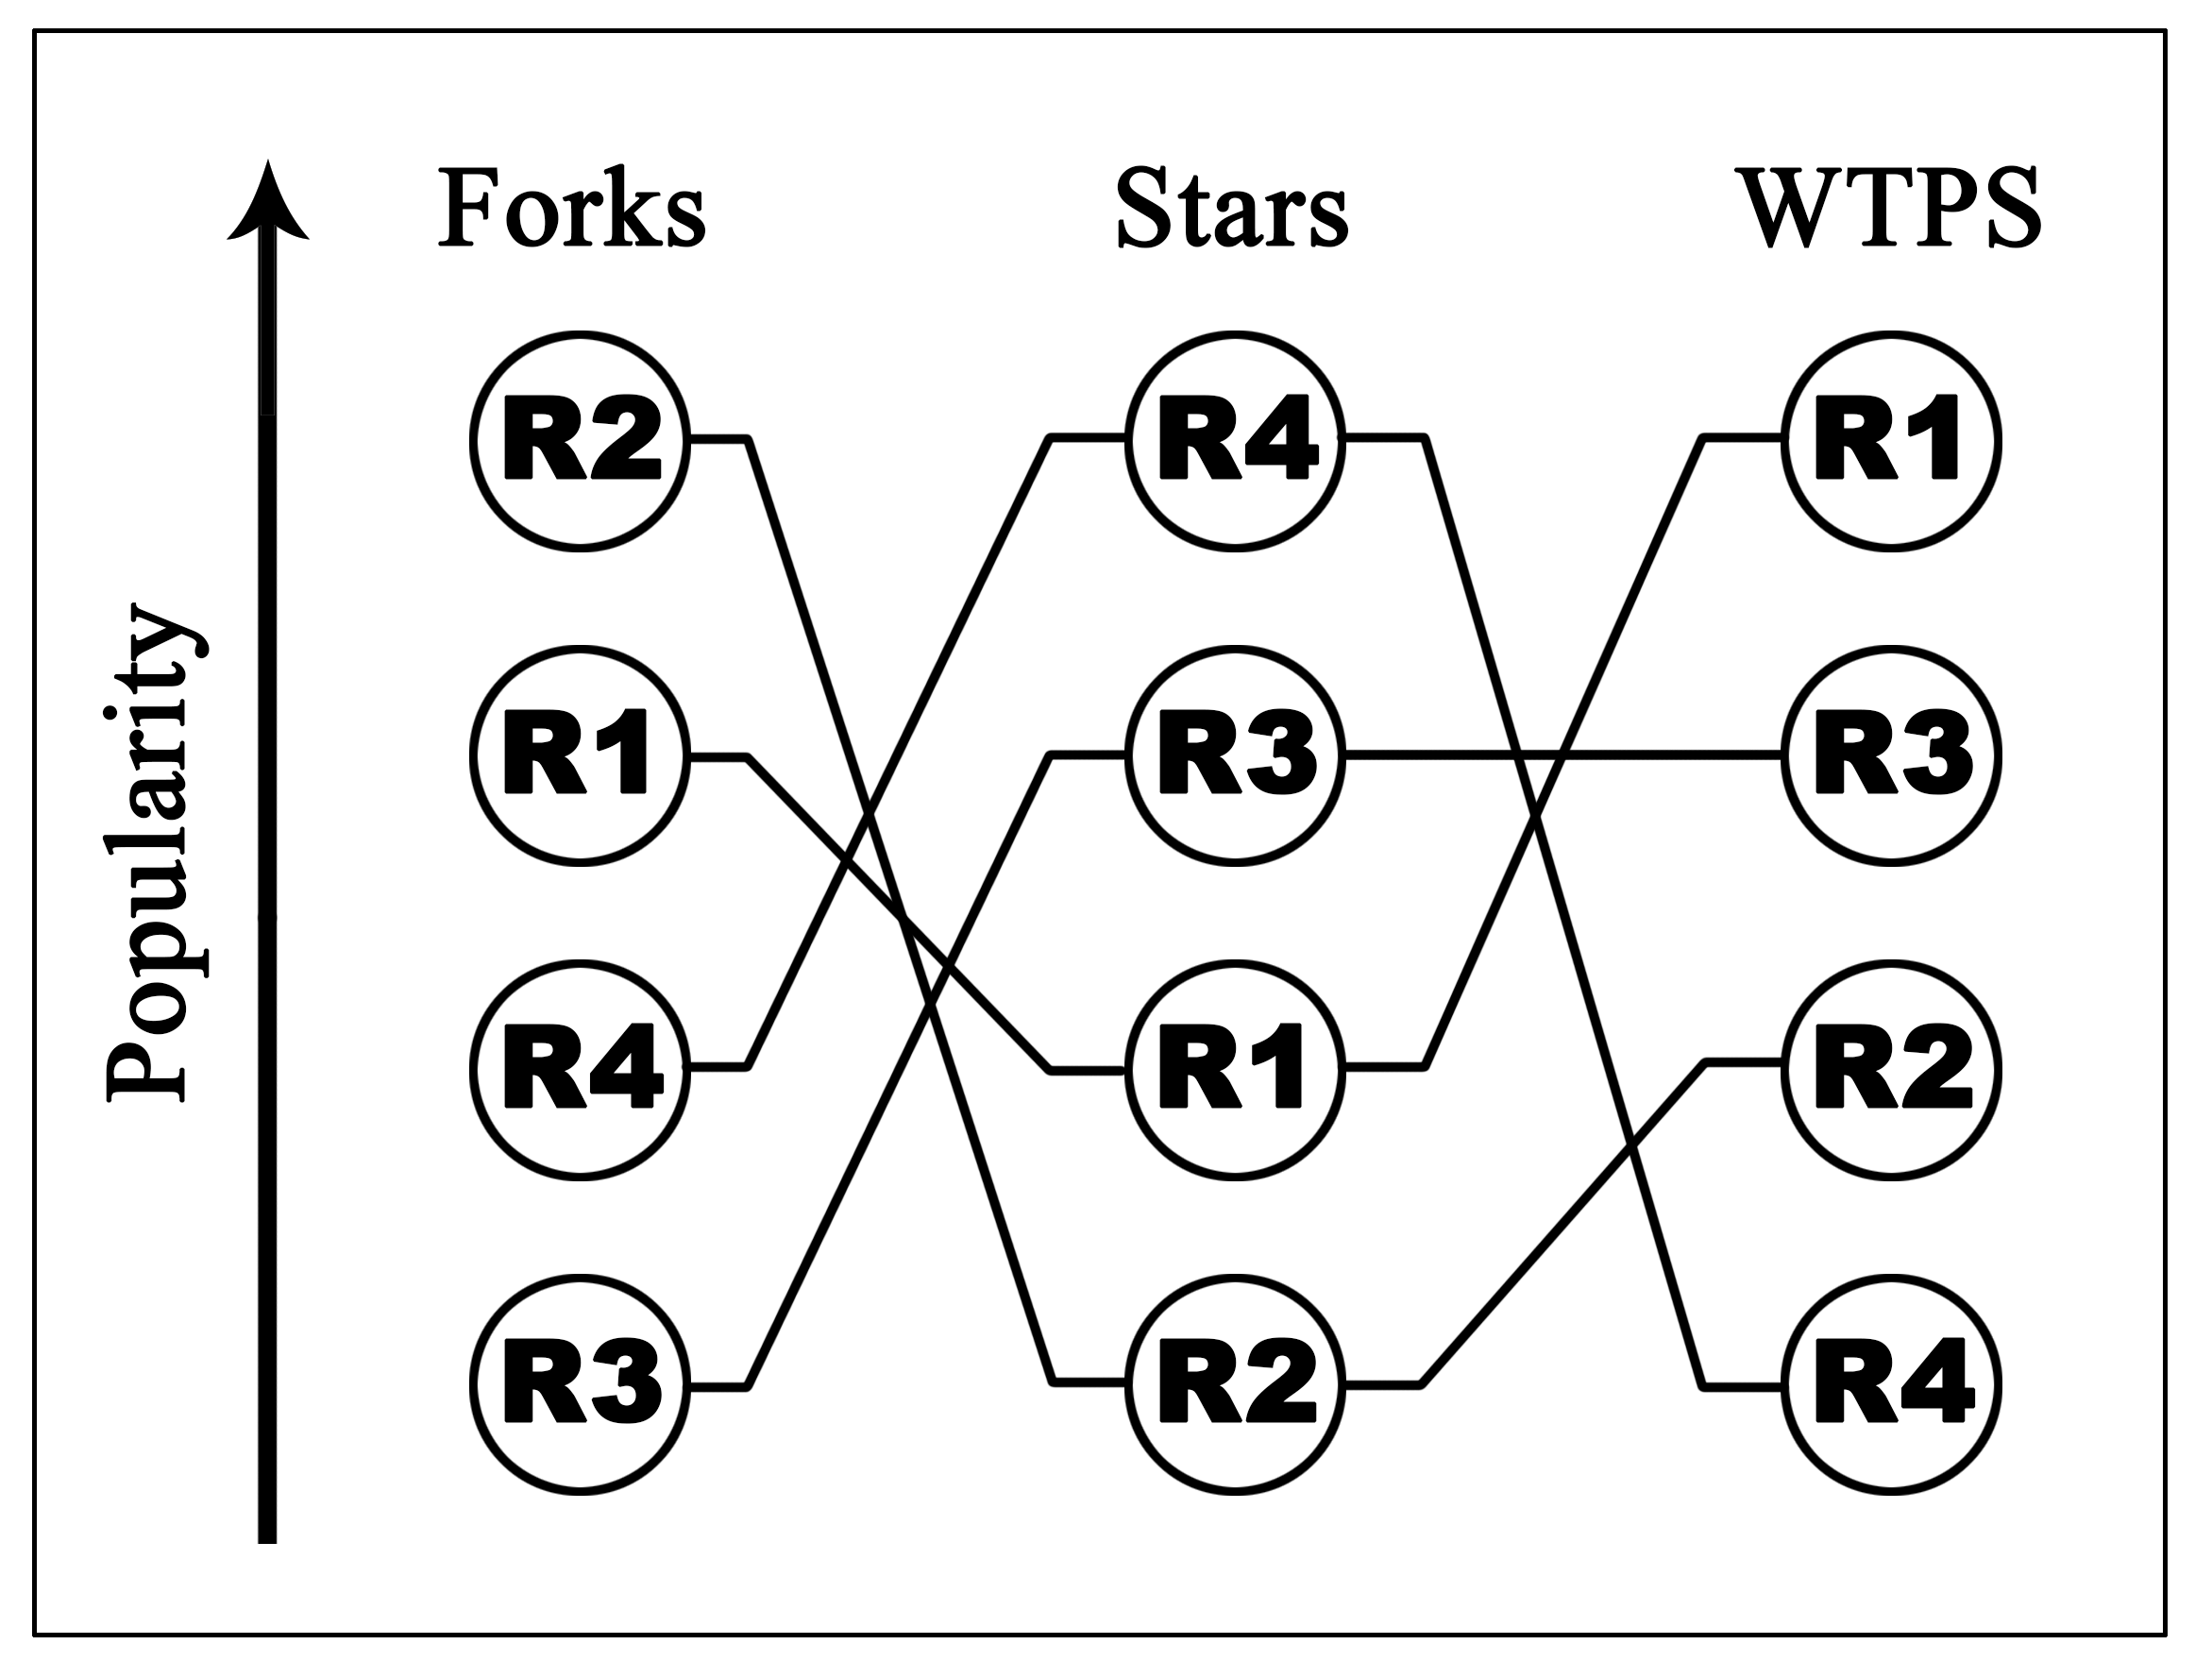 Forks Stars WTPS
Popularity
R2 R4 R1
R1 R3 R3
R4 R1 R2
R3 R2 R4